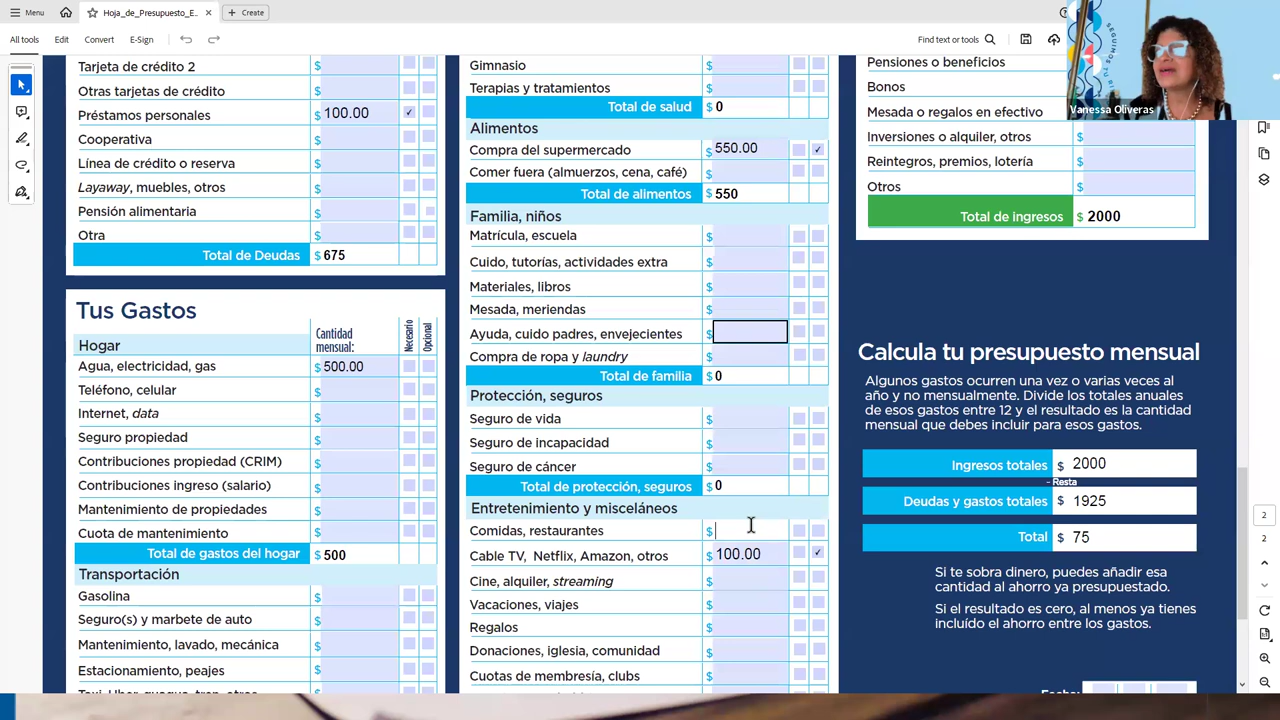 Menu
Hoja_de_Presupuesto_E...
Create
All tools
Edit
Convert
E-Sign
Find text or tools
SEGUIMOS
Vanessa Oliveras
Tarjeta de crédito 2 $
Otras tarjetas de crédito $
Préstamos personales $ 100.00 ✓
Cooperativa $
Línea de crédito o reserva $
Layaway, muebles, otros $
Pensión alimentaria $
Otra $
Total de Deudas $ 675
Tus Gastos
Hogar
Cantidad
mensual:
Necesario
Opcional
Agua, electricidad, gas $ 500.00
Teléfono, celular $
Internet, data $
Seguro propiedad $
Contribuciones propiedad (CRIM) $
Contribuciones ingreso (salario) $
Mantenimiento de propiedades $
Cuota de mantenimiento $
Total de gastos del hogar $ 500
Transportación
Gasolina $
Seguro(s) y marbete de auto $
Mantenimiento, lavado, mecánica $
Estacionamiento, peajes $
Gimnasio $
Terapias y tratamientos $
Total de salud $ 0
Alimentos
Compra del supermercado $ 550.00 ✓
Comer fuera (almuerzos, cena, café) $
Total de alimentos $ 550
Familia, niños
Matrícula, escuela $
Cuido, tutorías, actividades extra $
Materiales, libros $
Mesada, meriendas $
Ayuda, cuido padres, envejecientes $
Compra de ropa y laundry $
Total de familia $ 0
Protección, seguros
Seguro de vida $
Seguro de incapacidad $
Seguro de cáncer $
Total de protección, seguros $ 0
Entretenimiento y misceláneos
Comidas, restaurantes $
Cable TV, Netflix, Amazon, otros $ 100.00 ✓
Cine, alquiler, streaming $
Vacaciones, viajes $
Regalos $
Donaciones, iglesia, comunidad $
Cuotas de membresía, clubs $
Pensiones o beneficios
Bonos
Mesada o regalos en efectivo
Inversiones o alquiler, otros $
Reintegros, premios, lotería $
Otros $
Total de ingresos $ 2000
Calcula tu presupuesto mensual
Algunos gastos ocurren una vez o varias veces al
año y no mensualmente. Divide los totales anuales
de esos gastos entre 12 y el resultado es la cantidad
mensual que debes incluir para esos gastos.
Ingresos totales $ 2000
- Resta
Deudas y gastos totales $ 1925
Total $ 75
Si te sobra dinero, puedes añadir esa
cantidad al ahorro ya presupuestado.
Si el resultado es cero, al menos ya tienes
incluído el ahorro entre los gastos.
2
2